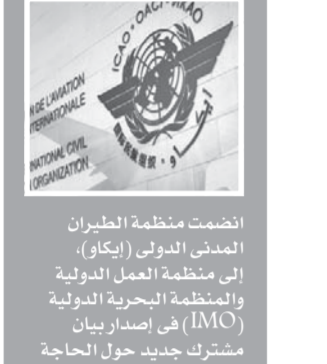 ICAO · OACI · ИКАО
N DE L'AVIATION
TERNATIONALE
NATIONAL CIVIL
ORGANIZATION
انضمت منظمة الطيران
المدنى الدولى (إيكاو)،
إلى منظمة العمل الدولية
والمنظمة البحرية الدولية
(IMO) فى إصدار بيان
مشترك جديد حول الحاجة